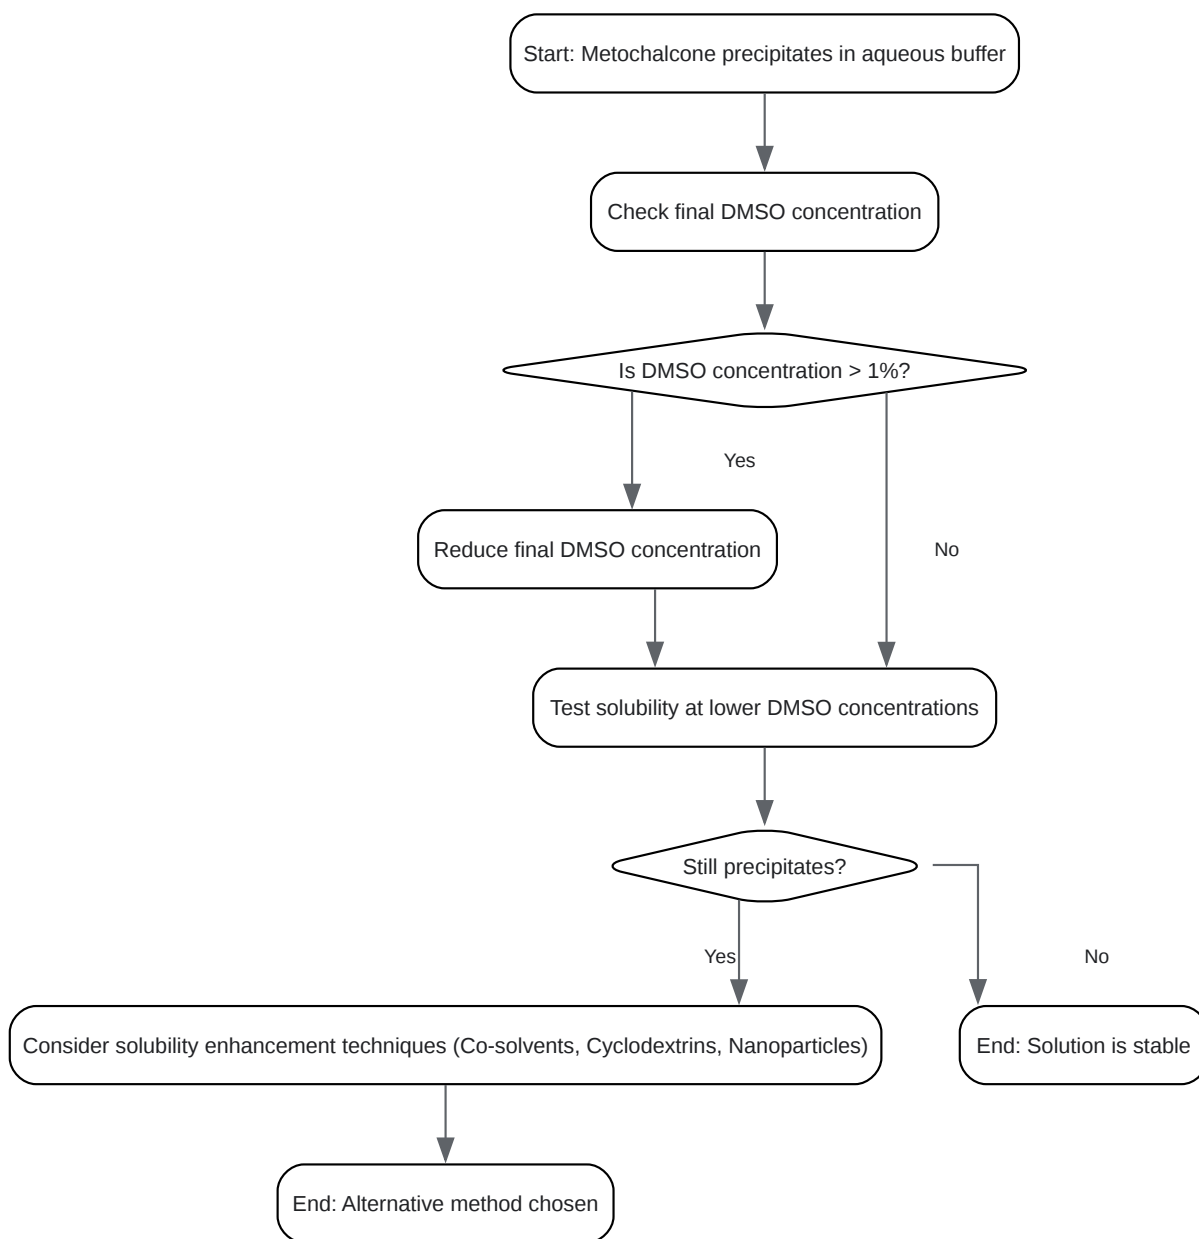 Start: Metochalcone precipitates in aqueous buffer
Check final DMSO concentration
Is DMSO concentration > 1%?
Yes
Reduce final DMSO concentration
No
Test solubility at lower DMSO concentrations
Still precipitates?
Yes
No
Consider solubility enhancement techniques (Co-solvents, Cyclodextrins, Nanoparticles)
End: Solution is stable
End: Alternative method chosen